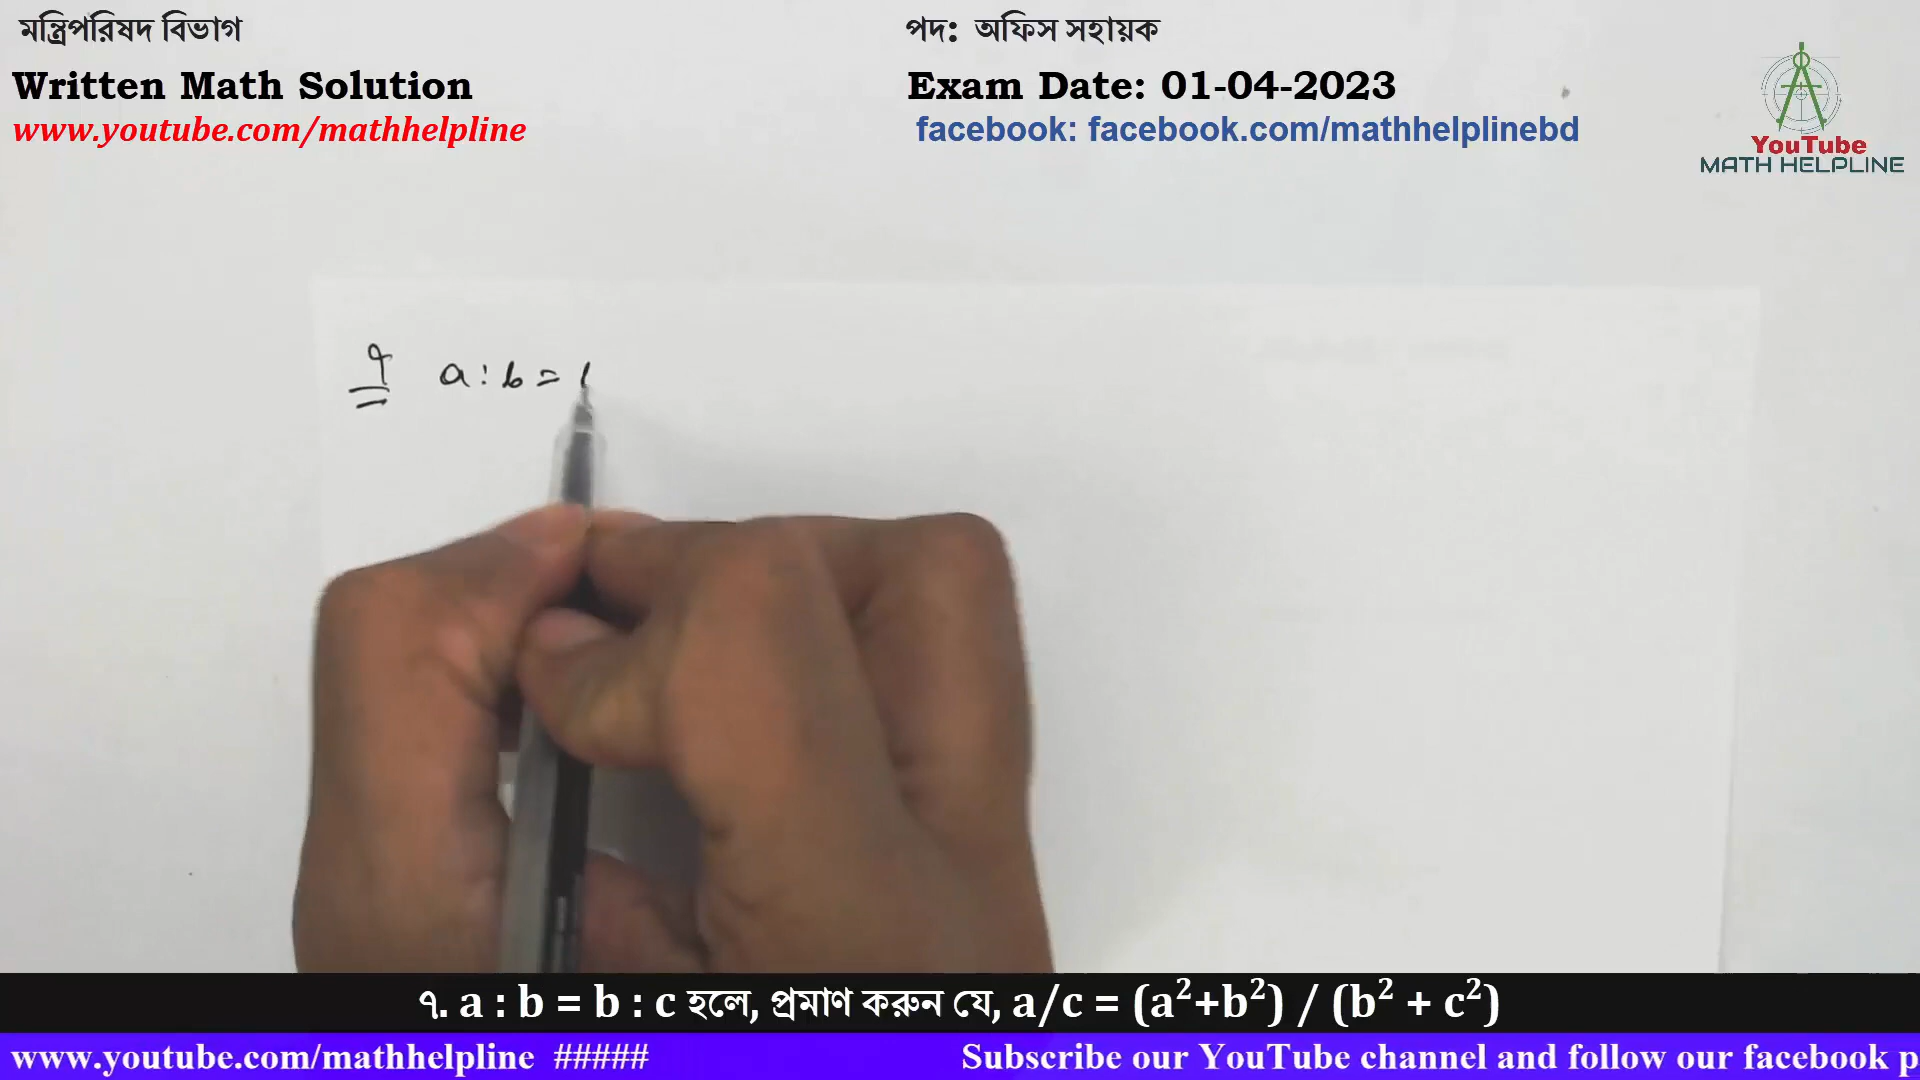 মন্ত্রিপরিষদ বিভাগ
পদ: অফিস সহায়ক
Written Math Solution
Exam Date: 01-04-2023
www.youtube.com/mathhelpline
facebook: facebook.com/mathhelplinebd
YouTube
MATH HELPLINE
৭ a : b =
৭. a : b = b : c হলে, প্রমাণ করুন যে, a/c = (a²+b²) / (b² + c²)
www.youtube.com/mathhelpline ##### Subscribe our YouTube channel and follow our facebook p